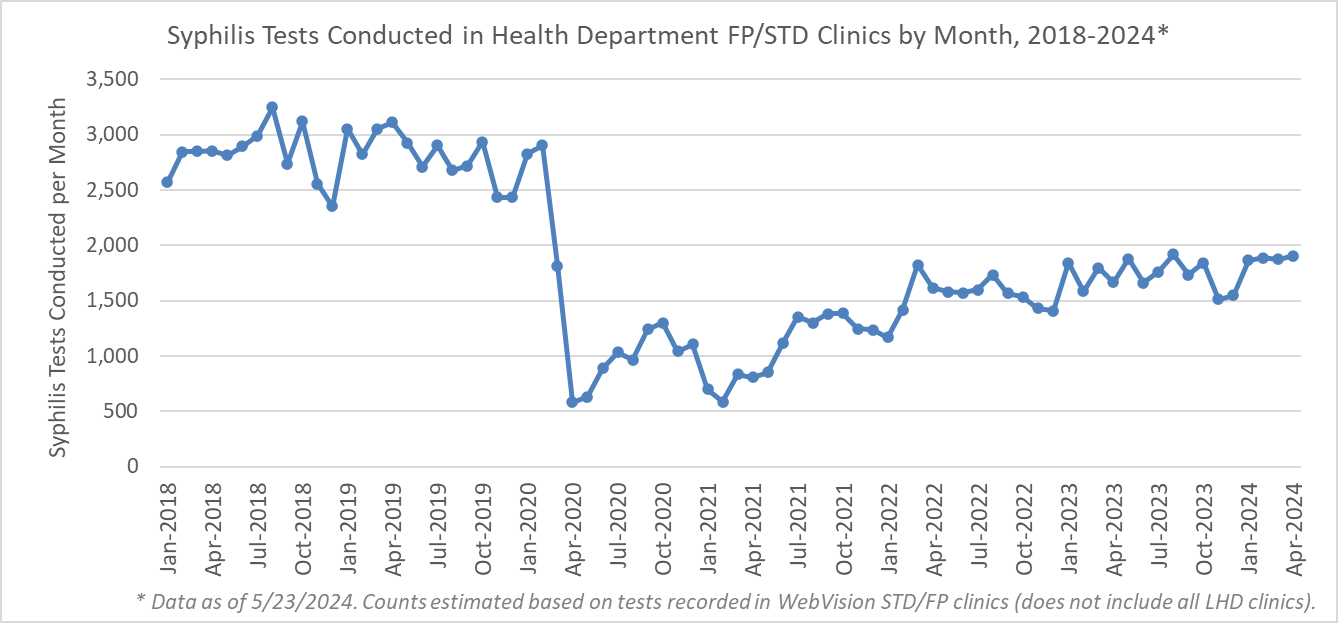 Syphilis Tests Conducted in Health Department FP/STD Clinics by Month, 2018-2024*
Syphilis Tests Conducted per Month
3,500
3,000
2,500
2,000
1,500
1,000
500
0
Jan-2018
Apr-2018
Jul-2018
Oct-2018
Jan-2019
Apr-2019
Jul-2019
Oct-2019
Jan-2020
Apr-2020
Jul-2020
Oct-2020
Jan-2021
Apr-2021
Jul-2021
Oct-2021
Jan-2022
Apr-2022
Jul-2022
Oct-2022
Jan-2023
Apr-2023
Jul-2023
Oct-2023
Jan-2024
Apr-2024
* Data as of 5/23/2024. Counts estimated based on tests recorded in WebVision STD/FP clinics (does not include all LHD clinics).